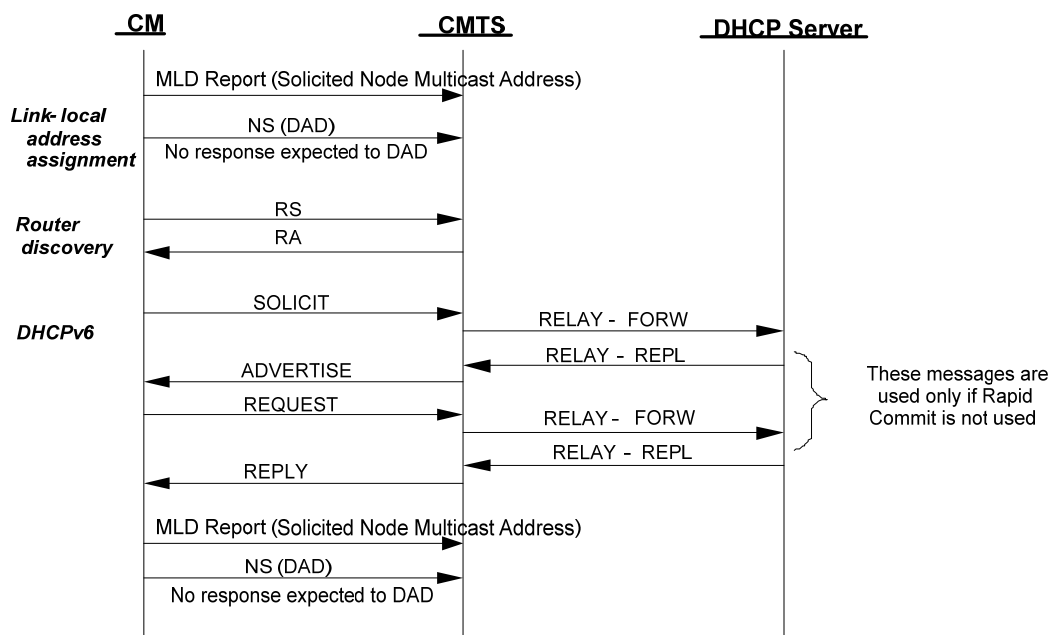 CM
CMTS
DHCP Server
MLD Report (Solicited Node Multicast Address)
Link- local
address
assignment
NS (DAD)
No response expected to DAD
RS
Router
discovery
RA
SOLICIT
DHCPv6
RELAY - FORW
RELAY - REPL
ADVERTISE
These messages are
used only if Rapid
Commit is not used
REQUEST
RELAY - FORW
RELAY - REPL
REPLY
MLD Report (Solicited Node Multicast Address)
NS (DAD)
No response expected to DAD